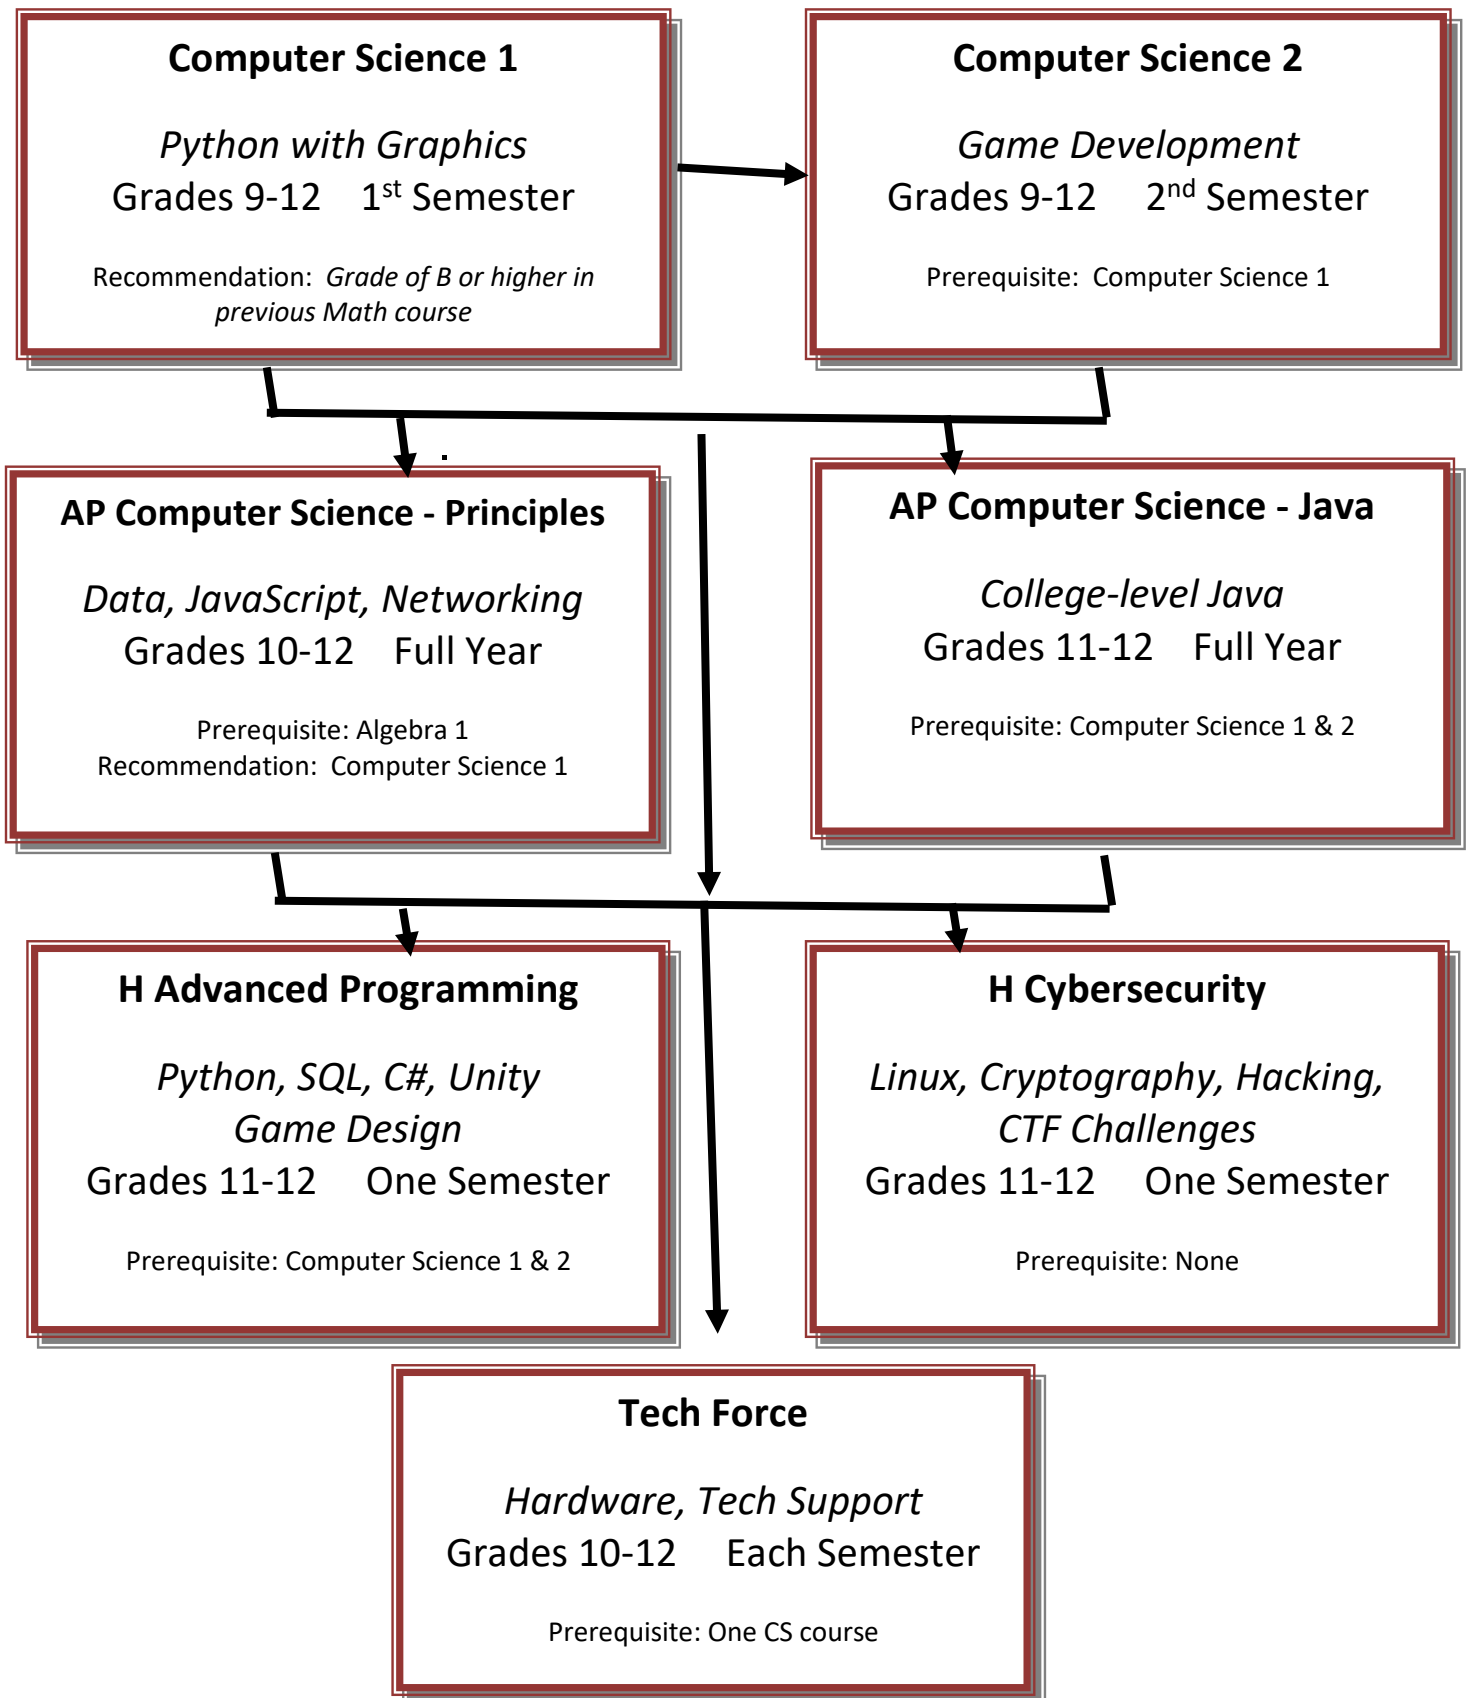 Computer Science 1
Python with Graphics
Grades 9-12 1st Semester
Recommendation: Grade of B or higher in
previous Math course
Computer Science 2
Game Development
Grades 9-12 2nd Semester
Prerequisite: Computer Science 1
AP Computer Science - Principles
Data, JavaScript, Networking
Grades 10-12 Full Year
Prerequisite: Algebra 1
Recommendation: Computer Science 1
AP Computer Science - Java
College-level Java
Grades 11-12 Full Year
Prerequisite: Computer Science 1 & 2
H Advanced Programming
Python, SQL, C#, Unity
Game Design
Grades 11-12 One Semester
Prerequisite: Computer Science 1 & 2
H Cybersecurity
Linux, Cryptography, Hacking,
CTF Challenges
Grades 11-12 One Semester
Prerequisite: None
Tech Force
Hardware, Tech Support
Grades 10-12 Each Semester
Prerequisite: One CS course